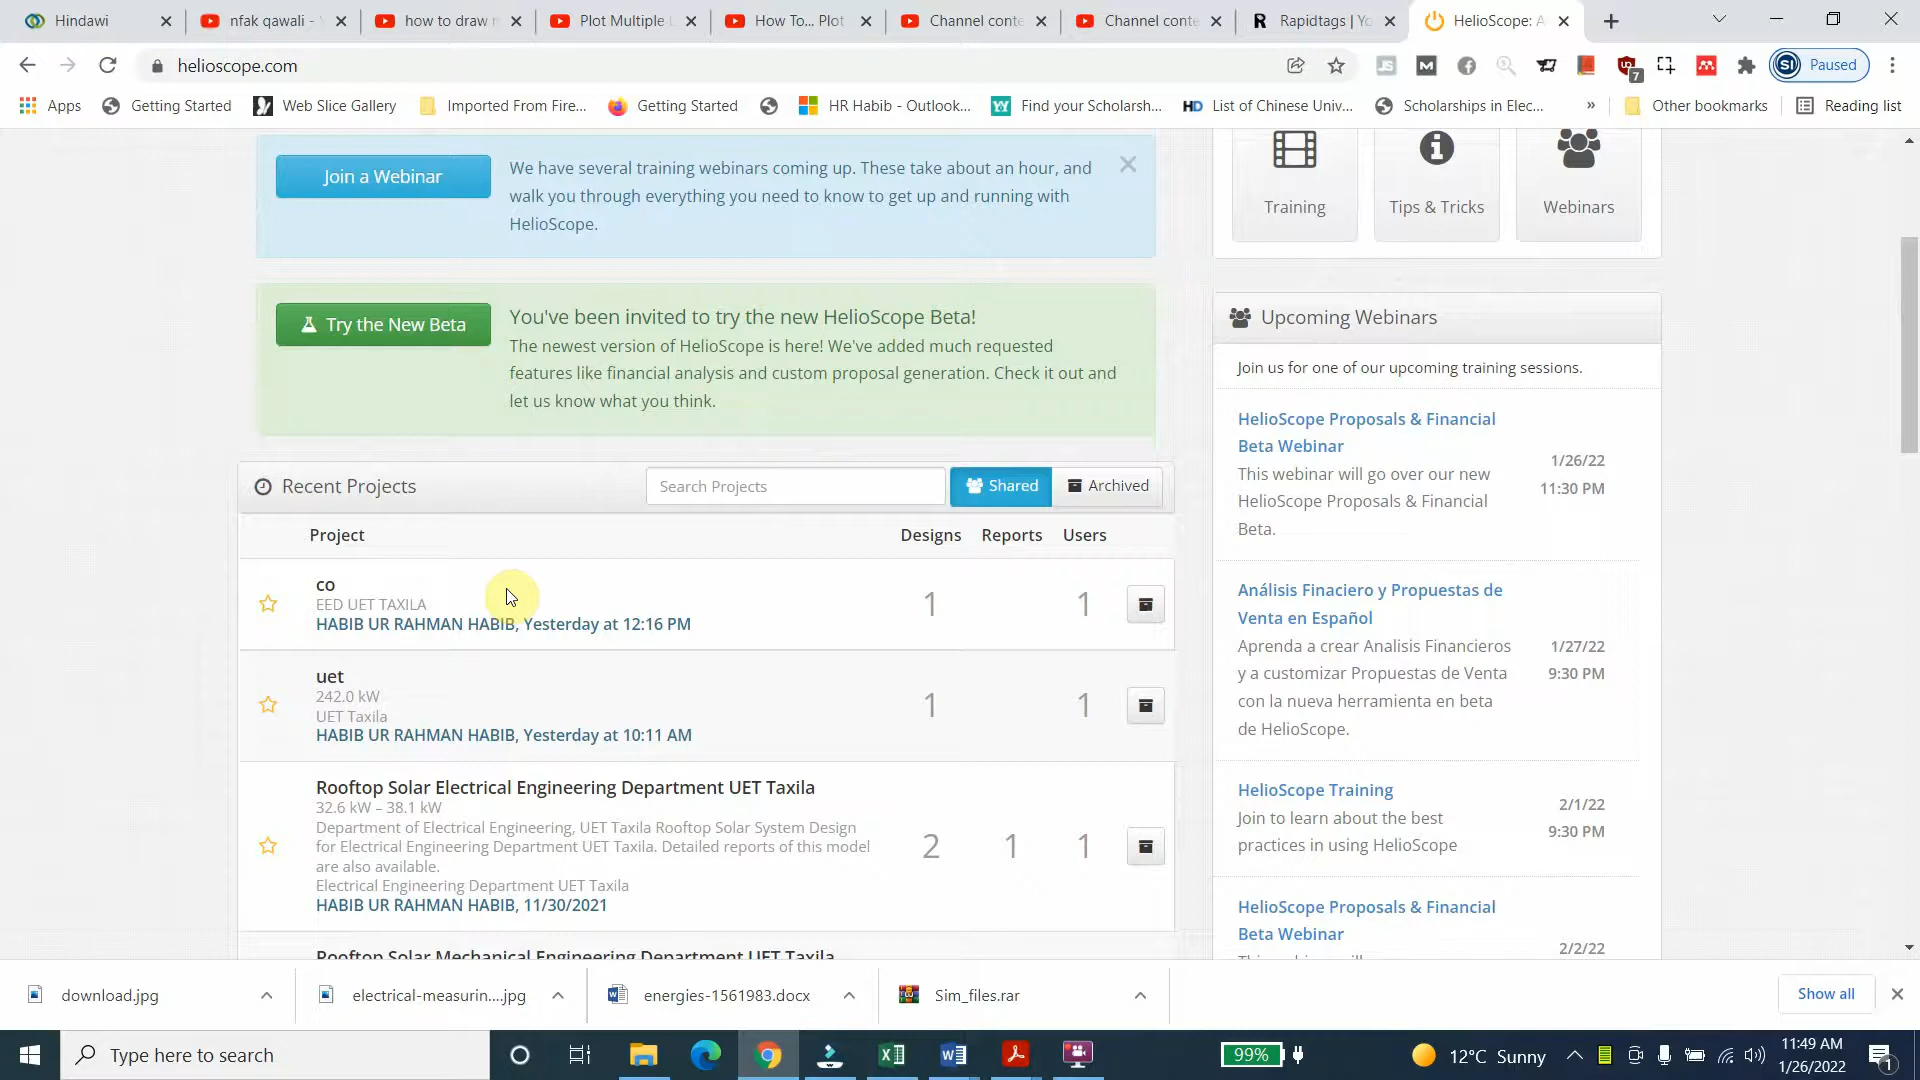 Hindawi
nfak qawali -
how to draw
Plot Multiple
How To... Plot
Channel conte
Channel conte
Rapidtags | Yo
HelioScope: A
helioscope.com
7
Paused
Apps
Getting Started
Web Slice Gallery
Imported From Fire...
Getting Started
HR Habib - Outlook...
Find your Scholarsh...
List of Chinese Univ...
Scholarships in Elec...
»
Other bookmarks
Reading list
Join a Webinar
We have several training webinars coming up. These take about an hour, and
walk you through everything you need to know to get up and running with
HelioScope.
Training
Tips & Tricks
Webinars
Try the New Beta
You've been invited to try the new HelioScope Beta!
The newest version of HelioScope is here! We've added much requested
features like financial analysis and custom proposal generation. Check it out and
let us know what you think.
Upcoming Webinars
Join us for one of our upcoming training sessions.
HelioScope Proposals & Financial
Beta Webinar
This webinar will go over our new
HelioScope Proposals & Financial
Beta.
1/26/22
11:30 PM
Análisis Finaciero y Propuestas de
Venta en Español
Aprenda a crear Analisis Financieros
y a customizar Propuestas de Venta
con la nueva herramienta en beta
de HelioScope.
1/27/22
9:30 PM
HelioScope Training
Join to learn about the best
practices in using HelioScope
2/1/22
9:30 PM
HelioScope Proposals & Financial
Beta Webinar
2/2/22
Recent Projects
Search Projects
Shared
Archived
Project
Designs
Reports
Users
co
EED UET TAXILA
HABIB UR RAHMAN HABIB, Yesterday at 12:16 PM
1
1
uet
242.0 kW
UET Taxila
HABIB UR RAHMAN HABIB, Yesterday at 10:11 AM
1
1
Rooftop Solar Electrical Engineering Department UET Taxila
32.6 kW – 38.1 kW
Department of Electrical Engineering, UET Taxila Rooftop Solar System Design
for Electrical Engineering Department UET Taxila. Detailed reports of this model
are also available.
Electrical Engineering Department UET Taxila
HABIB UR RAHMAN HABIB, 11/30/2021
2
1
1
Rooftop Solar Mechanical Engineering Department UET Taxila
download.jpg
electrical-measurin....jpg
energies-1561983.docx
Sim_files.rar
Show all
Type here to search
99%
12°C Sunny
11:49 AM
1/26/2022
1